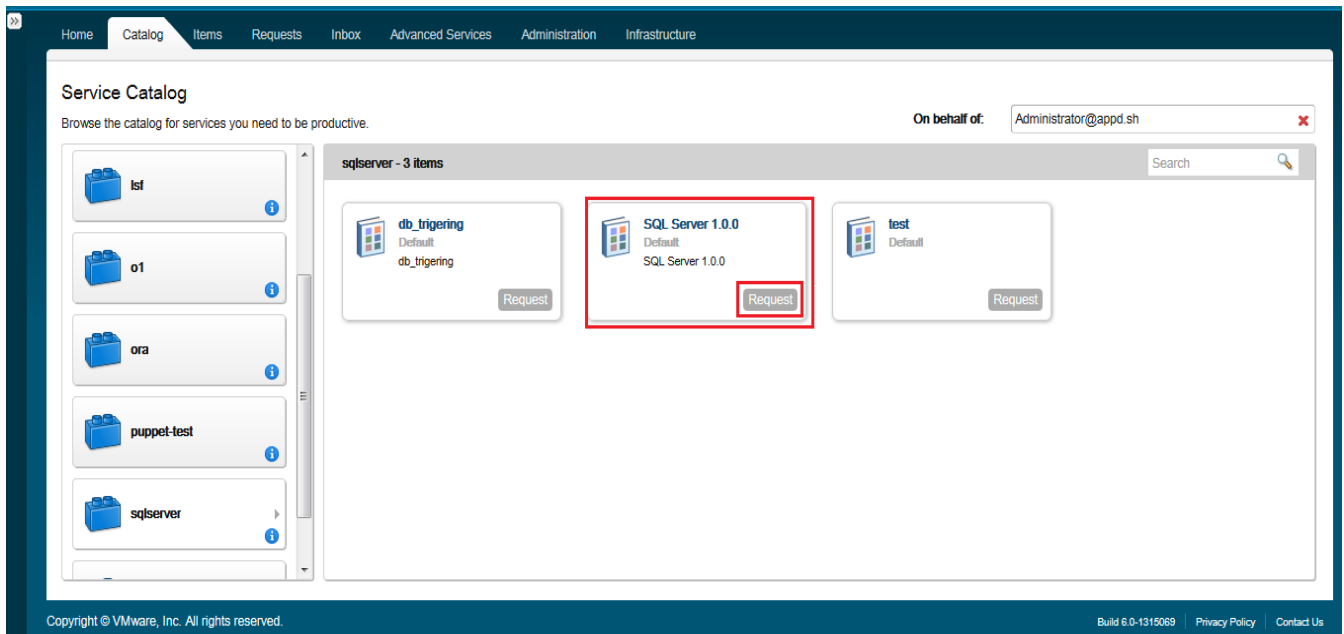 Home Catalog Items Requests Inbox Advanced Services Administration Infrastructure
Service Catalog
Browse the catalog for services you need to be productive.
On behalf of: Administrator@appd.sh
lsf
o1
ora
puppet-test
sqlserver
sqlserver - 3 items
Search
db_trigering
Default
db_trigering
Request
SQL Server 1.0.0
Default
SQL Server 1.0.0
Request
test
Default
Request
Copyright © VMware, Inc. All rights reserved.
Build 6.0-1315069 Privacy Policy Contact Us